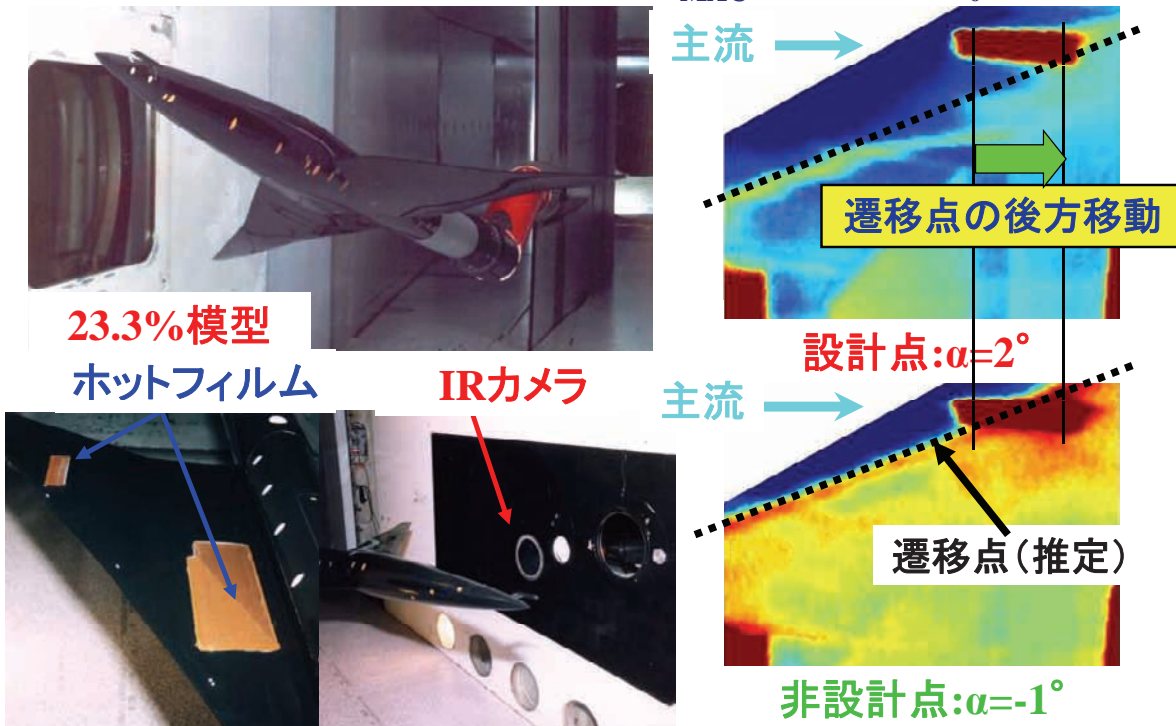 主流
遷移点の後方移動
23.3%模型
設計点:α=2°
ホットフィルム
IRカメラ
主流
遷移点(推定)
非設計点:α=-1°